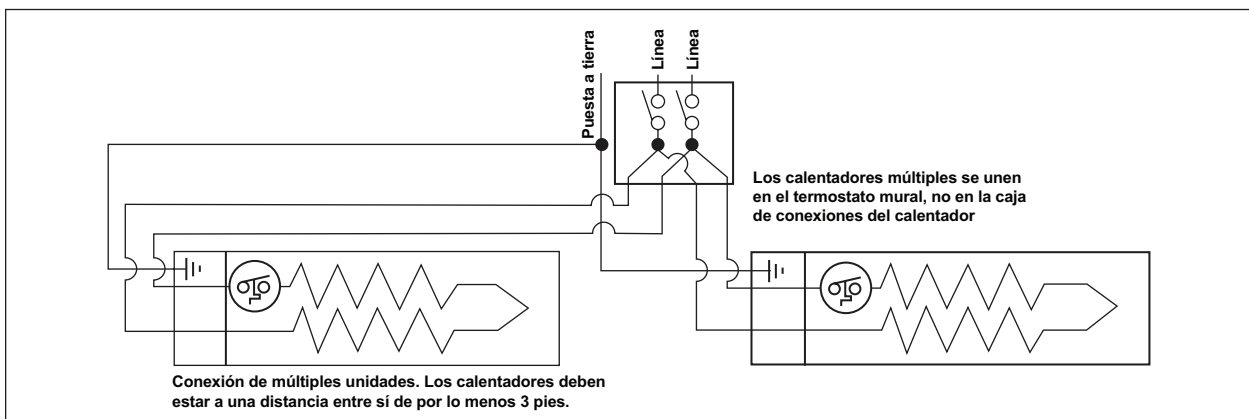 Puesta a tierra
Línea
Línea
Los calentadores múltiples se unen
en el termostato mural, no en la caja
de conexiones del calentador
Conexión de múltiples unidades. Los calentadores deben
estar a una distancia entre sí de por lo menos 3 pies.